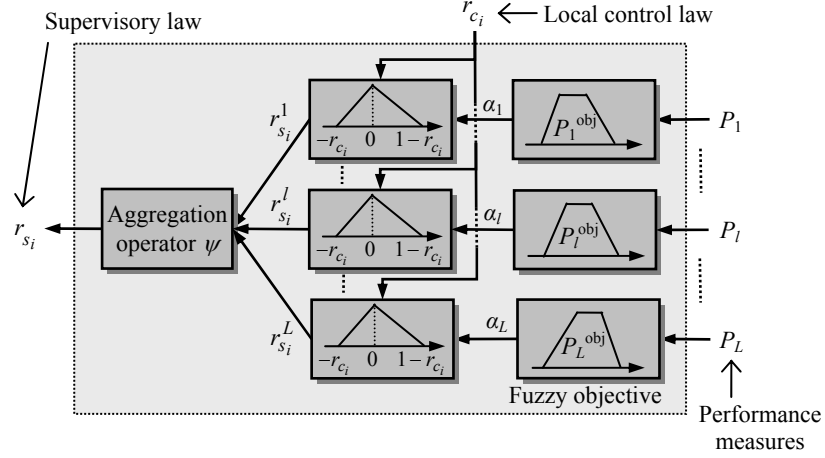 Supervisory law
r_{c_i}
Local control law
−r_{c_i} 0 1−r_{c_i}
α_1
P_1^{obj}
P_1
r_{s_i}^1
Aggregation
operator ψ
r_{s_i}
r_{s_i}^l
−r_{c_i} 0 1−r_{c_i}
α_l
P_l^{obj}
P_l
r_{s_i}^L
−r_{c_i} 0 1−r_{c_i}
α_L
P_L^{obj}
P_L
Fuzzy objective
Performance
measures